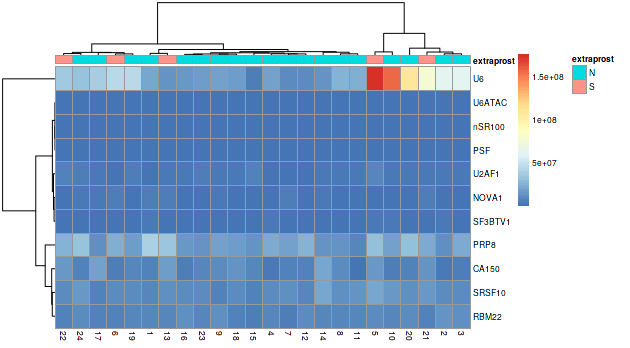 extraprost
extraprost
N
S
U6
U6ATAC
nSR100
PSF
U2AF1
NOVA1
SF3BTV1
PRP8
CA150
SRSF10
RBM22
1.5e+08
1e+08
5e+07
22 24 17 6 19 1 13 16 23 9 18 15 4 7 12 14 8 11 5 10 20 21 2 3